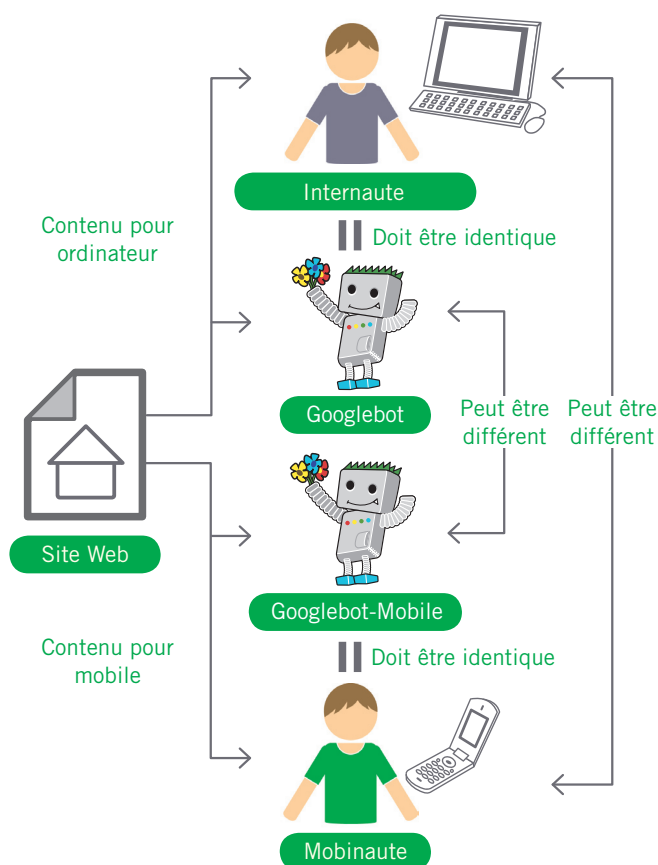 Internaute
Contenu pour
ordinateur
Doit être identique
Googlebot
Peut être
différent
Peut être
différent
Site Web
Googlebot-Mobile
Contenu pour
mobile
Doit être identique
Mobinaute